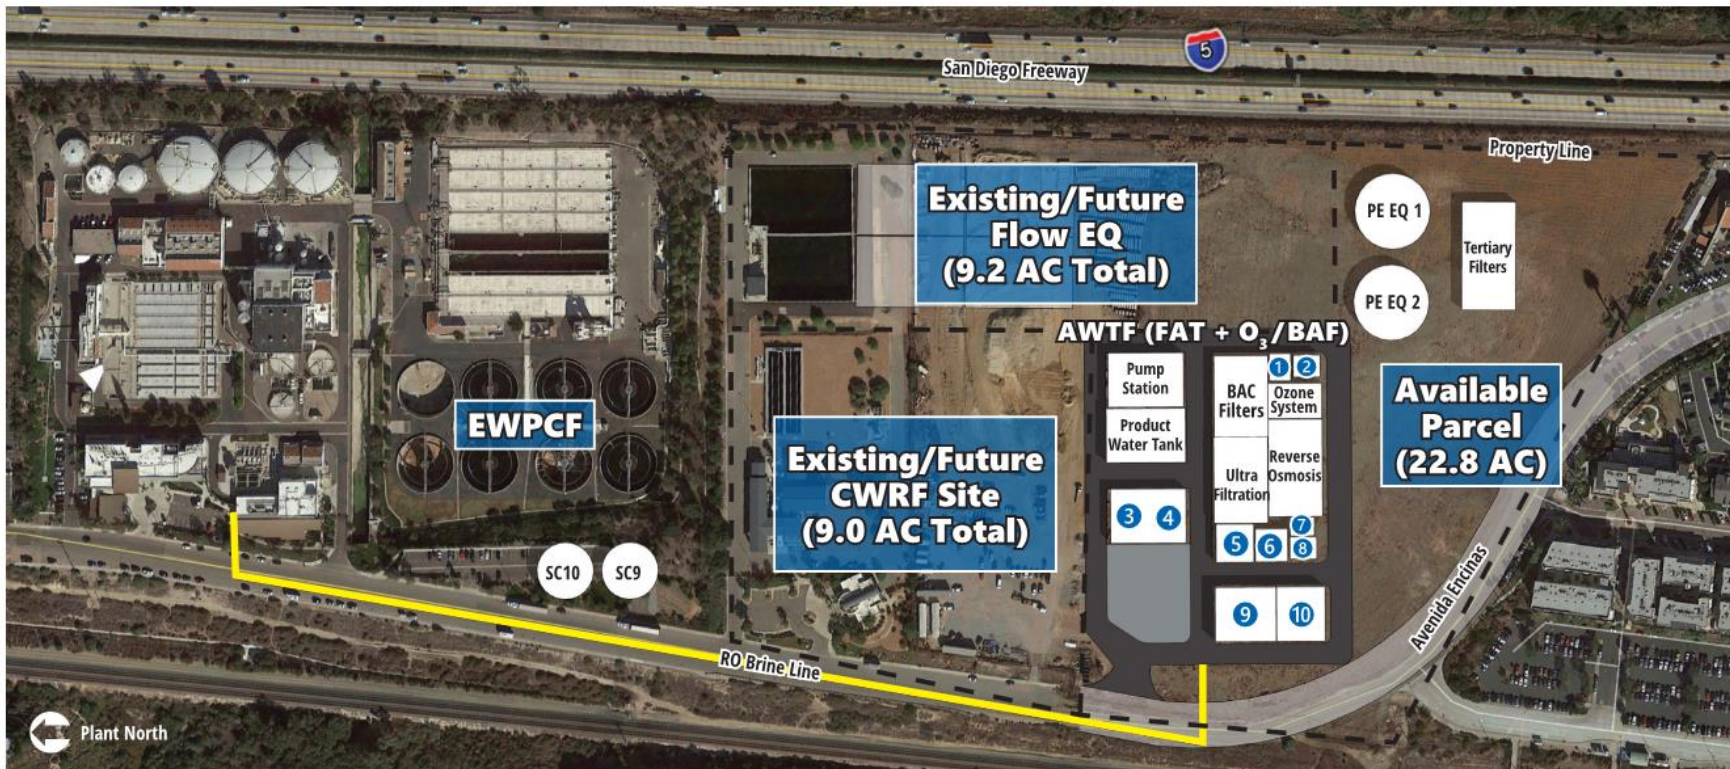 5
San Diego Freeway
Property Line
Existing/Future
Flow EQ
(9.2 AC Total)
PE EQ 1
PE EQ 2
Tertiary
Filters
AWTF (FAT + O3/BAF)
Pump
Station
Product
Water Tank
BAC
Filters
1
2
Ozone
System
Ultra
Filtration
Reverse
Osmosis
3
4
5
6
7
8
9
10
Available
Parcel
(22.8 AC)
EWPCF
Existing/Future
CWRF Site
(9.0 AC Total)
SC10
SC9
RO Brine Line
Avenida Encinas
Plant North